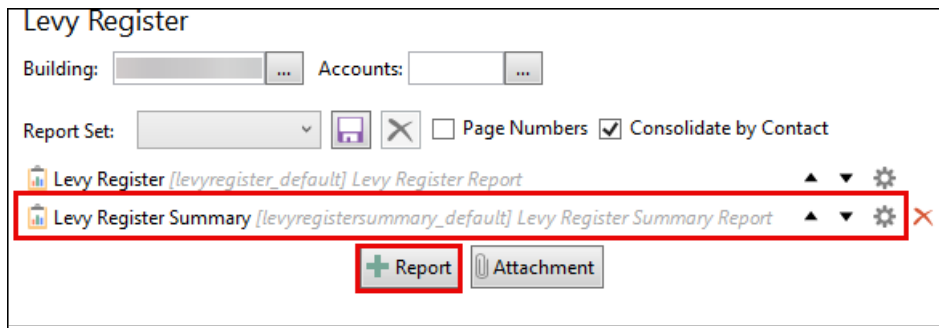 Levy Register
Building: ... Accounts: ...
Report Set: Page Numbers Consolidate by Contact
Levy Register [levyregister_default] Levy Register Report
Levy Register Summary [levyregistersummary_default] Levy Register Summary Report
Report Attachment